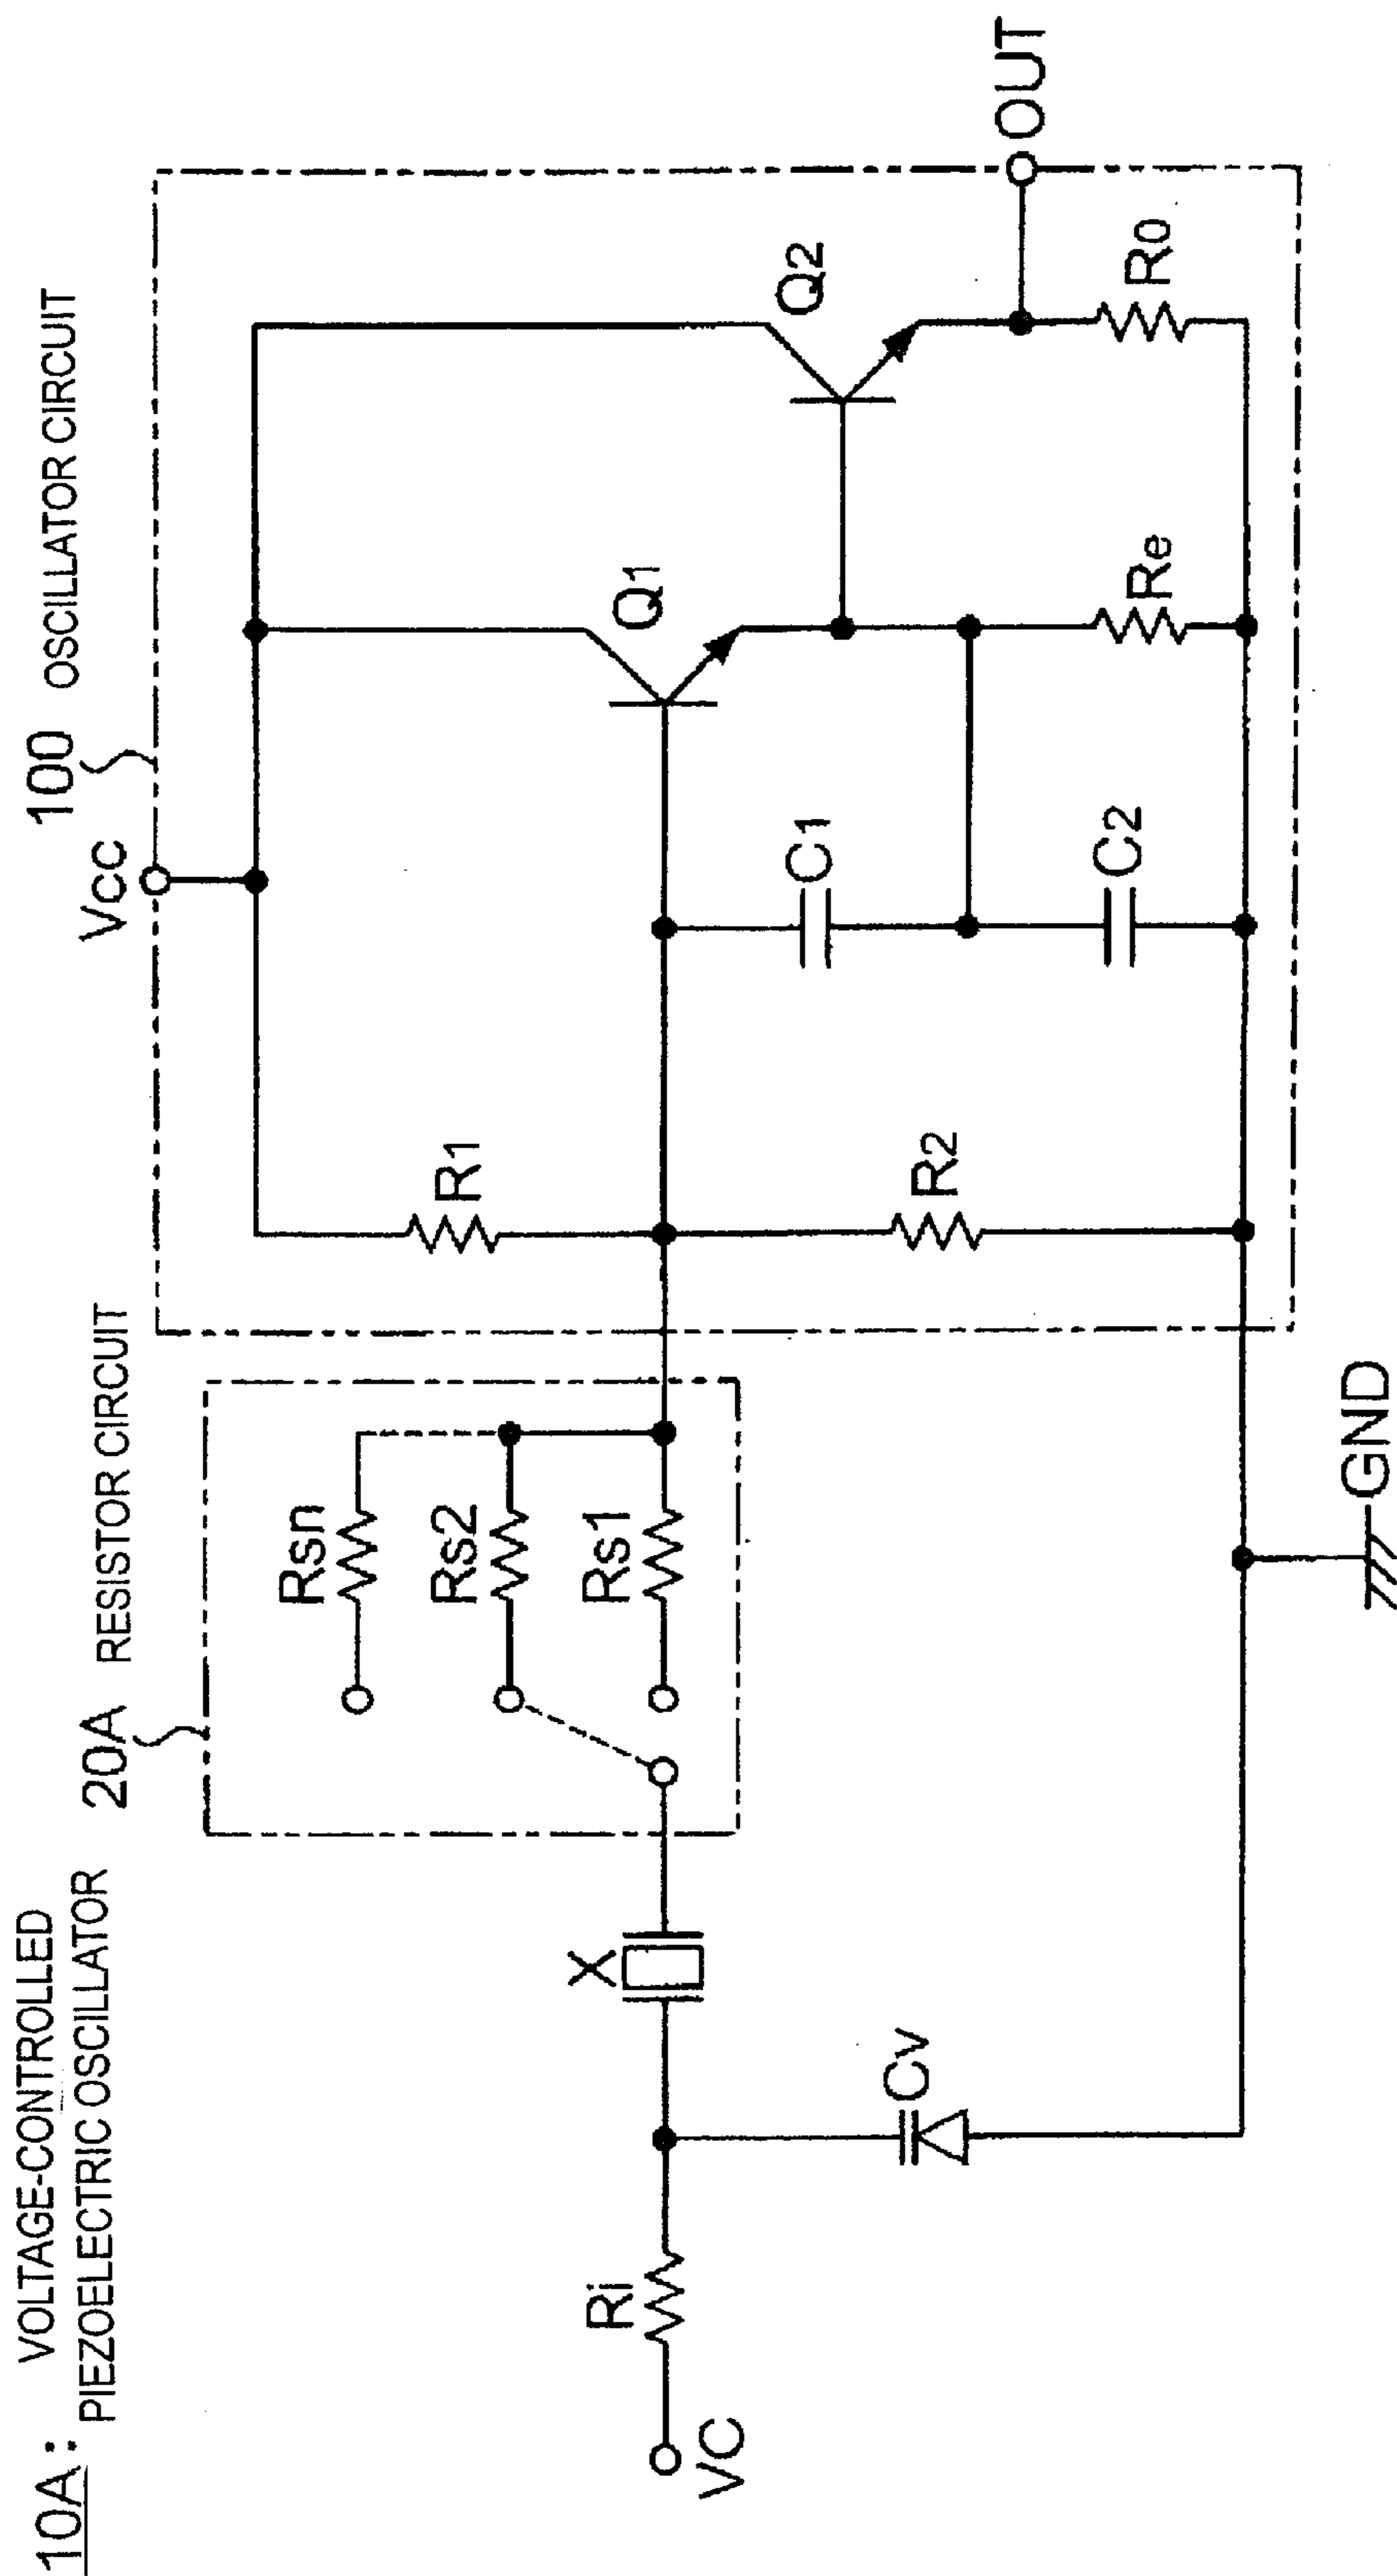 10A : VOLTAGE-CONTROLLED
PIEZOELECTRIC OSCILLATOR
20A RESISTOR CIRCUIT
100 OSCILLATOR CIRCUIT
Vcc
Rsn
Rs2
Rs1
R1
R2
Q1
Q2
C1
C2
Re
Ro
OUT
X
Ri
VC
Cv
GND